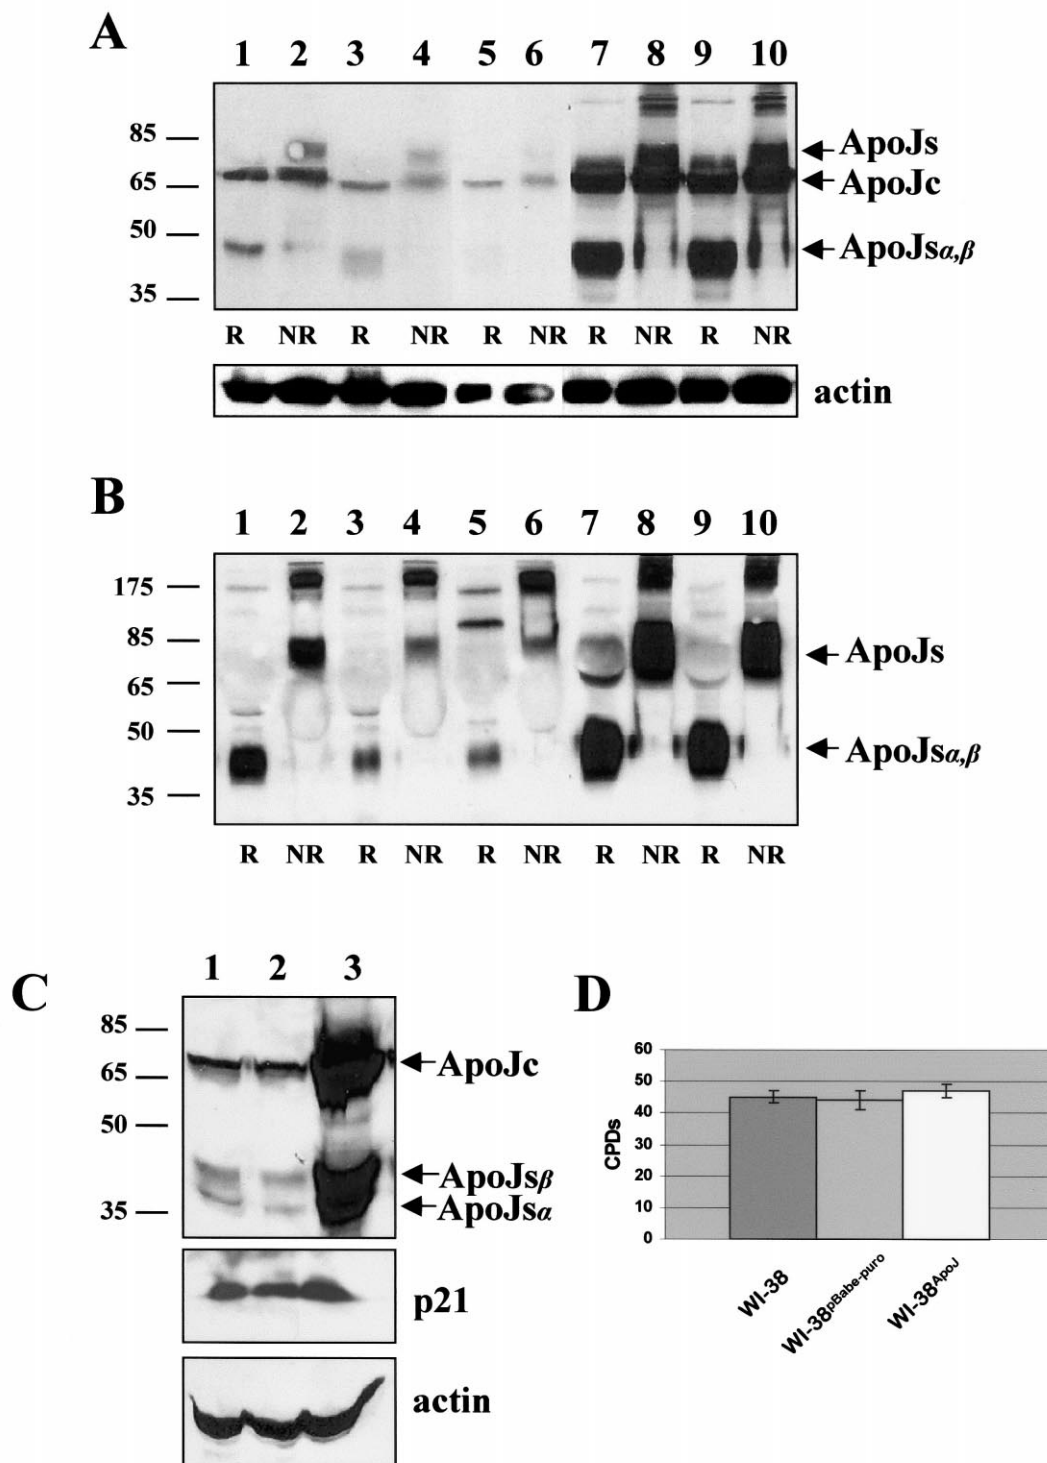 A
1 2 3 4 5 6 7 8 9 10
85
65
50
35
ApoJs
ApoJc
ApoJsα,β
R NR R NR R NR R NR R NR
actin
B
1 2 3 4 5 6 7 8 9 10
175
85
65
50
35
ApoJs
ApoJsα,β
R NR R NR R NR R NR R NR
C
1 2 3
85
65
50
35
ApoJc
ApoJsβ
ApoJsα
p21
actin
D
60
50
40
30
20
10
0
CPDs
WI-38
WI-38pBabe-puro
WI-38ApoJ